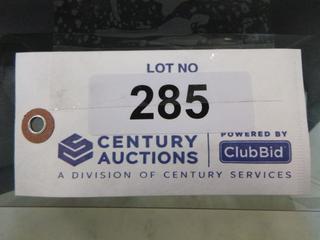 LOT NO
285
CENTURY
AUCTIONS
POWERED BY
ClubBid
A DIVISION OF CENTURY SERVICES